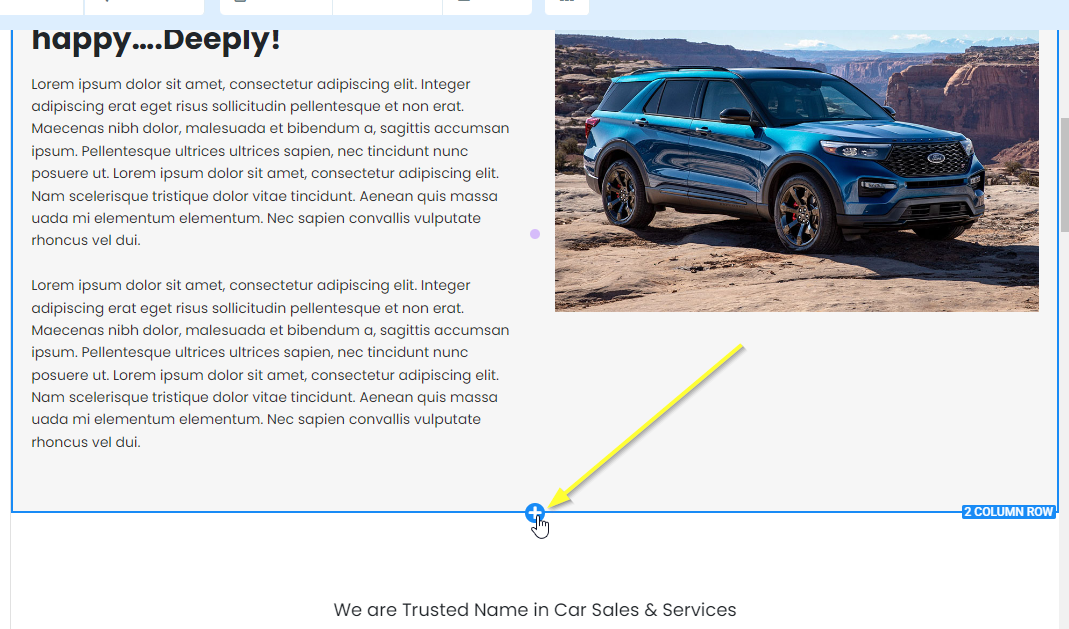 happy....Deeply!
Lorem ipsum dolor sit amet, consectetur adipiscing elit. Integer
adipiscing erat eget risus sollicitudin pellentesque et non erat.
Maecenas nibh dolor, malesuada et bibendum a, sagittis accumsan
ipsum. Pellentesque ultrices ultrices sapien, nec tincidunt nunc
posuere ut. Lorem ipsum dolor sit amet, consectetur adipiscing elit.
Nam scelerisque tristique dolor vitae tincidunt. Aenean quis massa
uada mi elementum elementum. Nec sapien convallis vulputate
rhoncus vel dui.
Lorem ipsum dolor sit amet, consectetur adipiscing elit. Integer
adipiscing erat eget risus sollicitudin pellentesque et non erat.
Maecenas nibh dolor, malesuada et bibendum a, sagittis accumsan
ipsum. Pellentesque ultrices ultrices sapien, nec tincidunt nunc
posuere ut. Lorem ipsum dolor sit amet, consectetur adipiscing elit.
Nam scelerisque tristique dolor vitae tincidunt. Aenean quis massa
uada mi elementum elementum. Nec sapien convallis vulputate
rhoncus vel dui.
Ford
2 COLUMN ROW
We are Trusted Name in Car Sales & Services